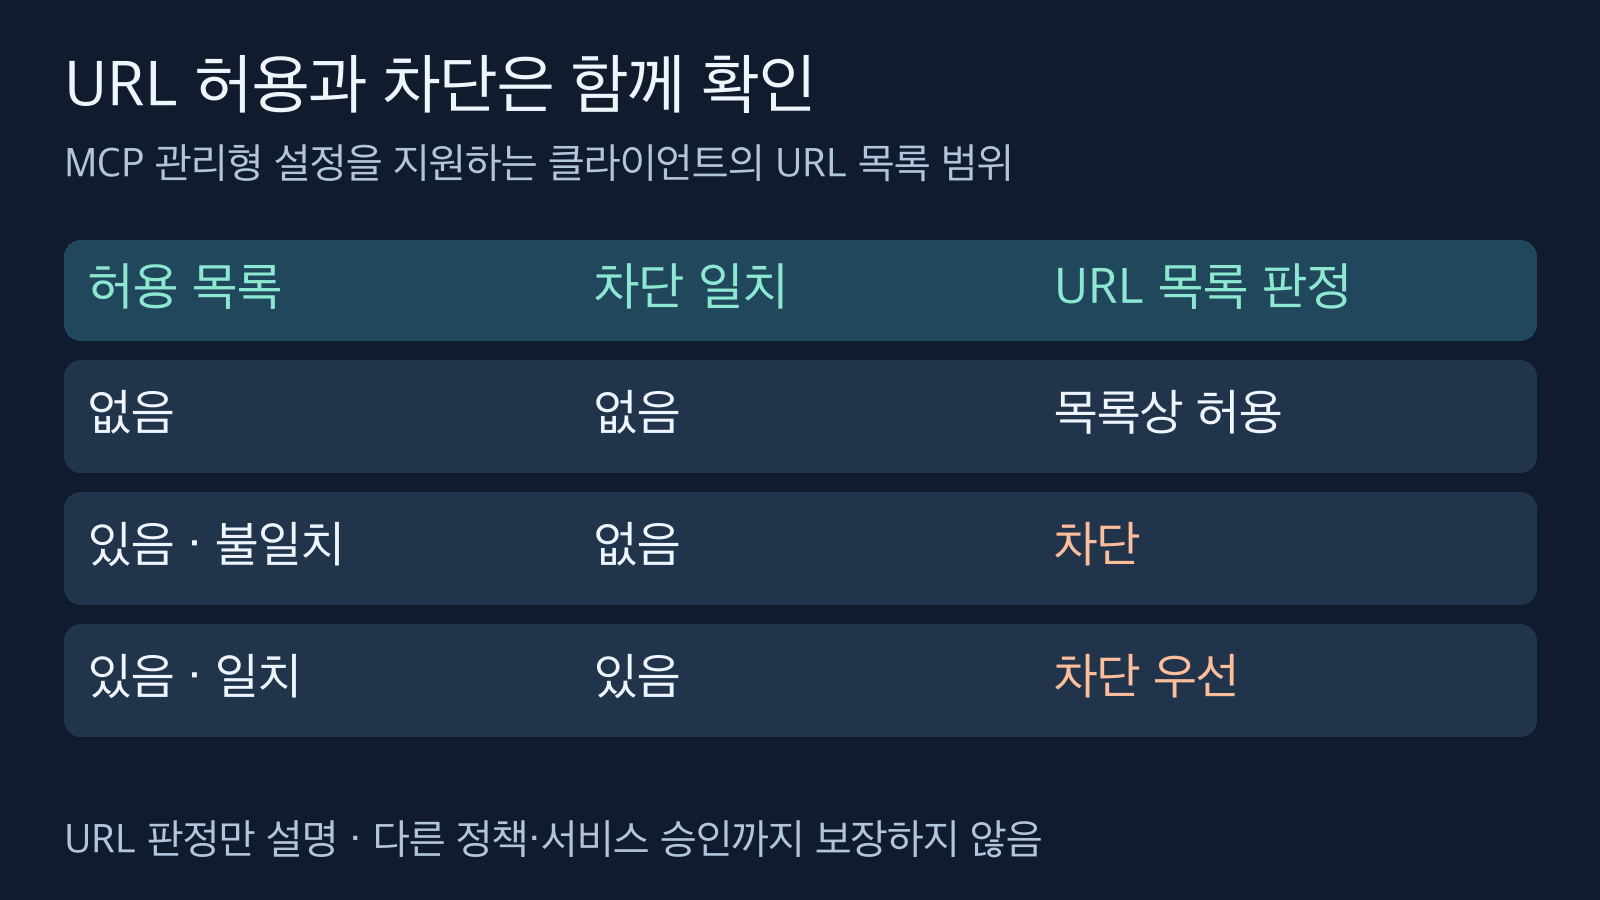 URL 허용과 차단은 함께 확인
MCP 관리형 설정을 지원하는 클라이언트의 URL 목록 범위
허용 목록 차단 일치 URL 목록 판정
없음 없음 목록상 허용
있음 · 불일치 없음 차단
있음 · 일치 있음 차단 우선
URL 판정만 설명 · 다른 정책·서비스 승인까지 보장하지 않음